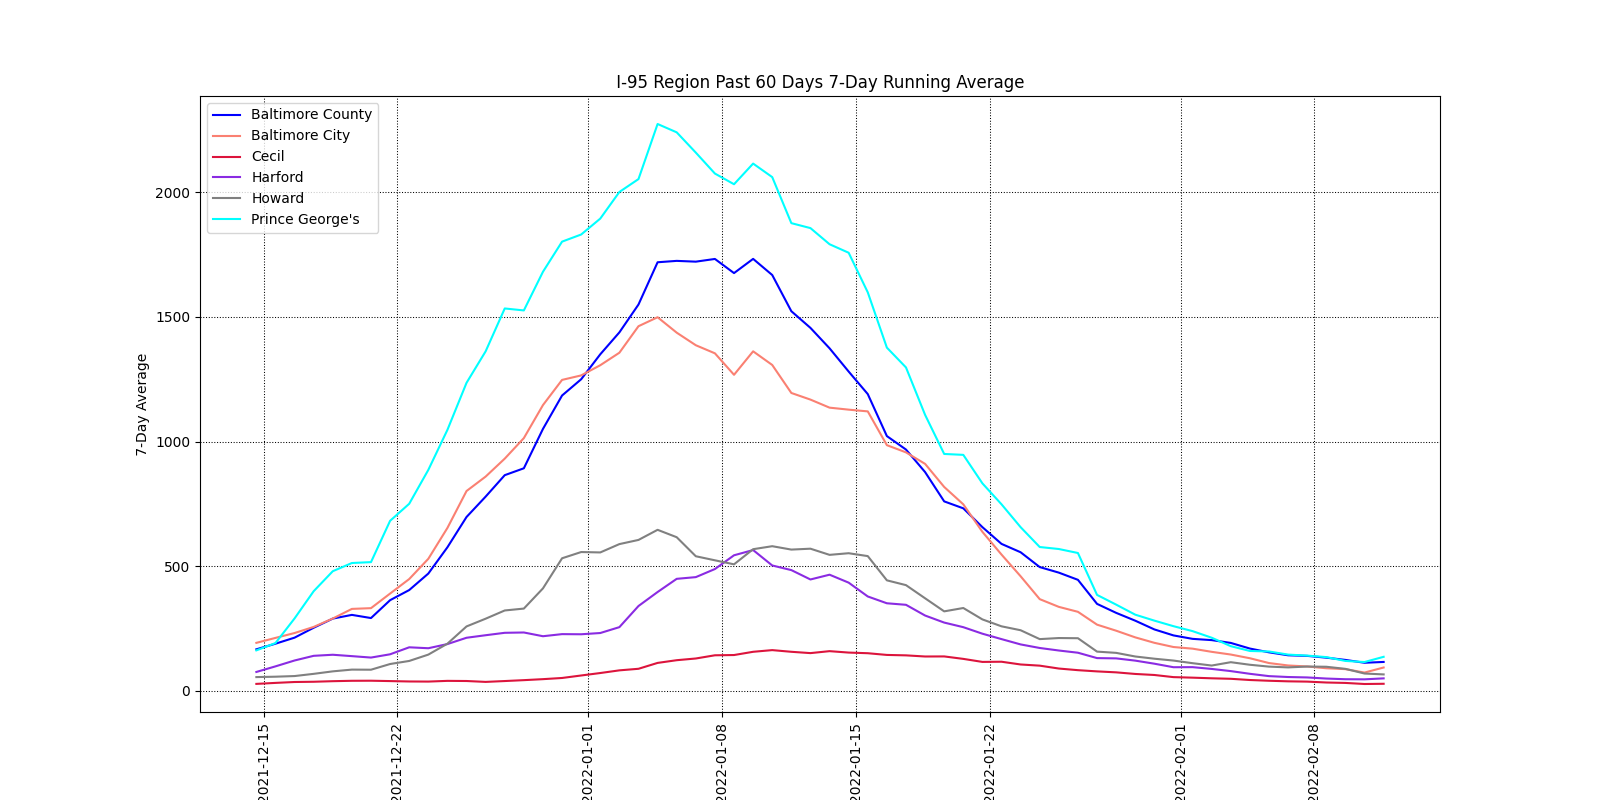 I-95 Region Past 60 Days 7-Day Running Average
Baltimore County
Baltimore City
Cecil
Harford
Howard
Prince George's
7-Day Average
2000
1500
1000
500
0
2021-12-15
2021-12-22
2022-01-01
2022-01-08
2022-01-15
2022-01-22
2022-02-01
2022-02-08